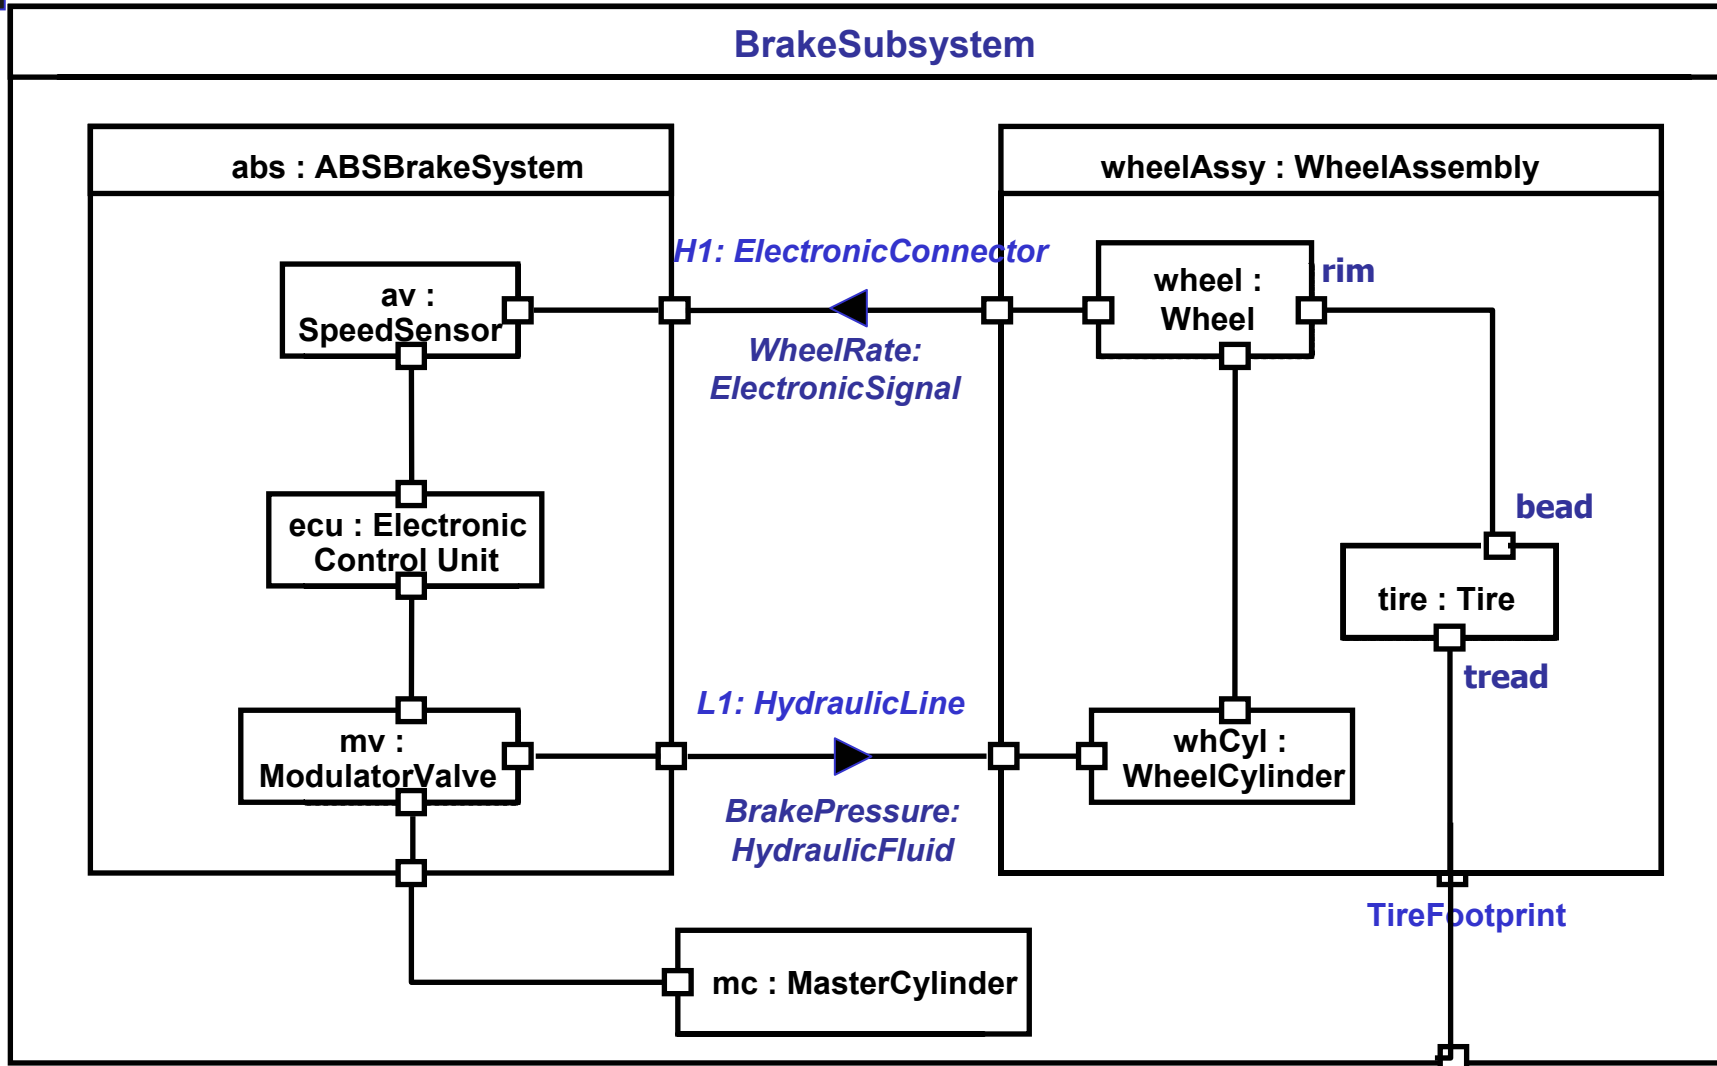 BrakeSubsystem
abs : ABSBrakeSystem
wheelAssy : WheelAssembly
H1: ElectronicConnector
av :
SpeedSensor
wheel :
Wheel
rim
WheelRate:
ElectronicSignal
ecu : Electronic
Control Unit
bead
tire : Tire
tread
L1: HydraulicLine
mv :
ModulatorValve
whCyl :
WheelCylinder
BrakePressure:
HydraulicFluid
TireFootprint
mc : MasterCylinder